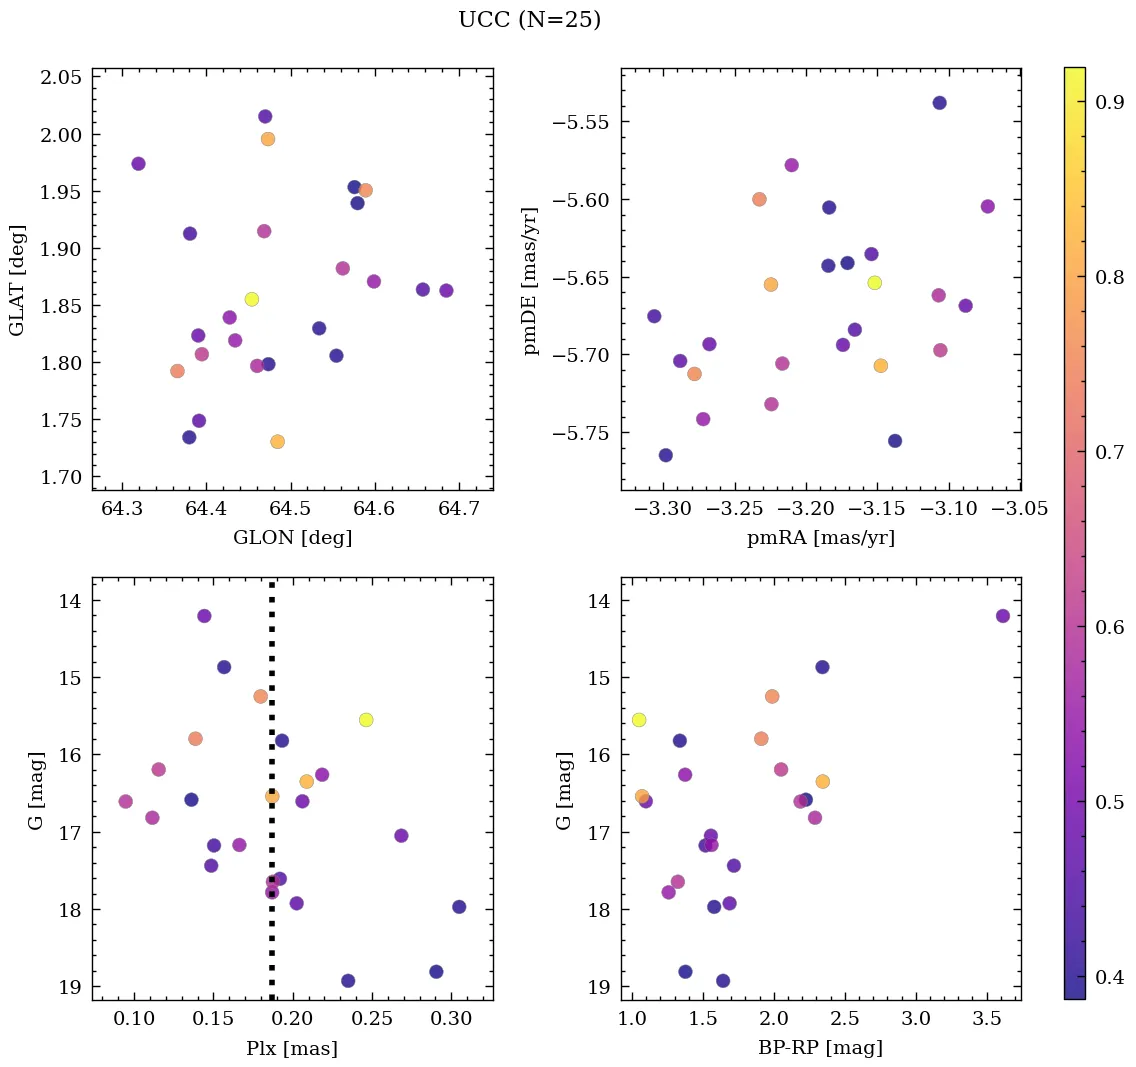 UCC (N=25)
2.05
2.00
1.95
1.90
1.85
1.80
1.75
1.70
GLAT [deg]
64.3 64.4 64.5 64.6 64.7
GLON [deg]
−5.55
−5.60
−5.65
−5.70
−5.75
pmDE [mas/yr]
−3.30 −3.25 −3.20 −3.15 −3.10 −3.05
pmRA [mas/yr]
14
15
16
17
18
19
G [mag]
0.10 0.15 0.20 0.25 0.30
Plx [mas]
14
15
16
17
18
19
G [mag]
1.0 1.5 2.0 2.5 3.0 3.5
BP-RP [mag]
0.9
0.8
0.7
0.6
0.5
0.4